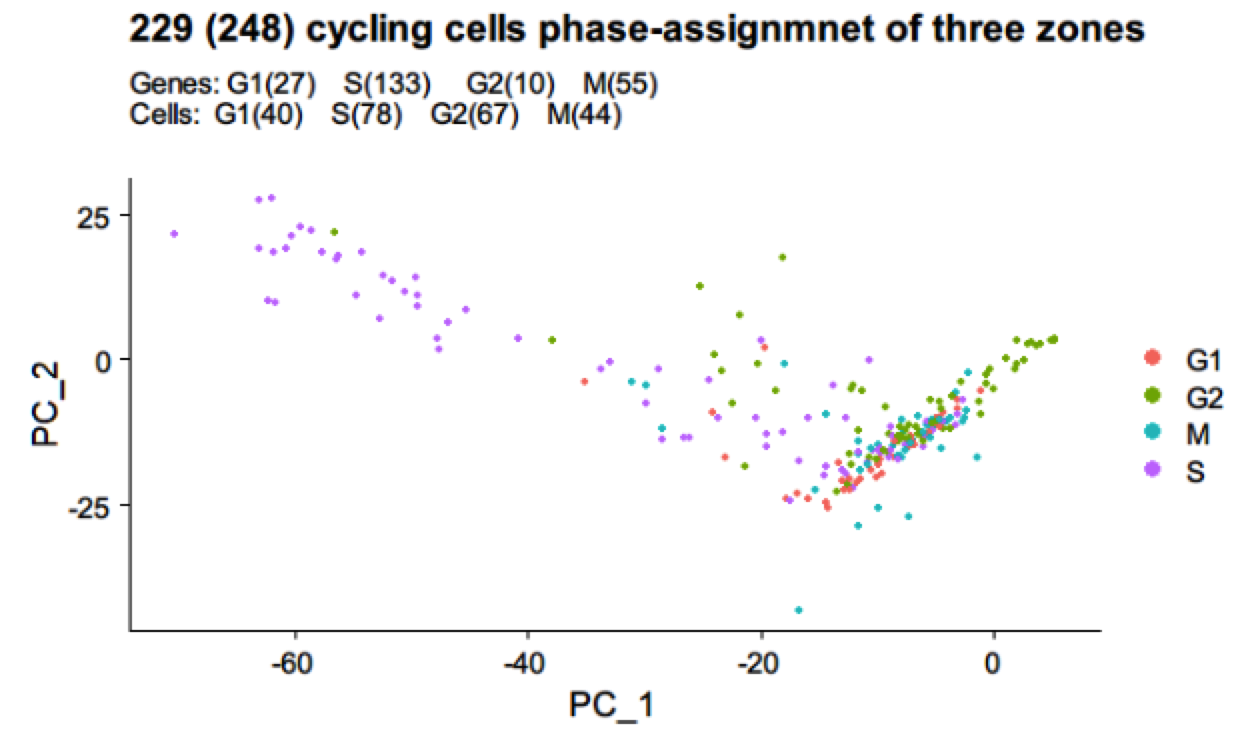 229 (248) cycling cells phase-assignmnet of three zones
Genes: G1(27) S(133) G2(10) M(55)
Cells: G1(40) S(78) G2(67) M(44)
25
0
-25
PC_2
-60 -40 -20 0
PC_1
G1
G2
M
S